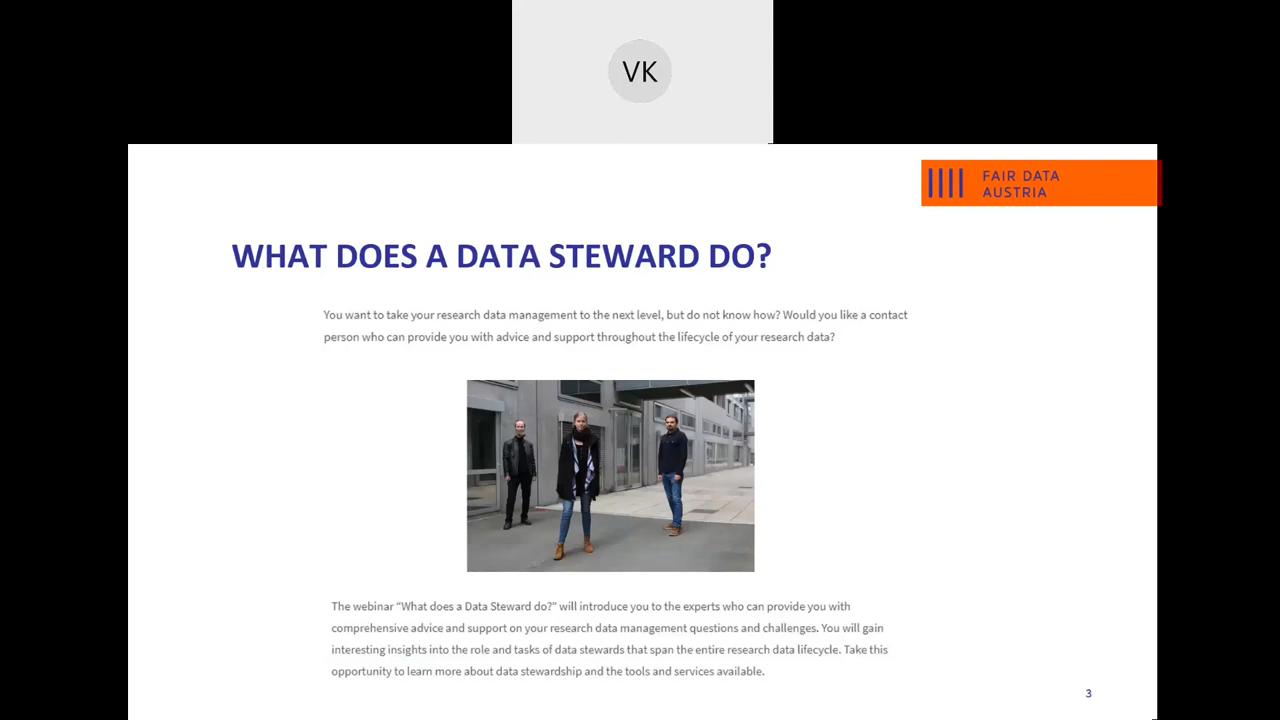 VK
FAIR DATA
AUSTRIA
WHAT DOES A DATA STEWARD DO?
You want to take your research data management to the next level, but do not know how? Would you like a contact
person who can provide you with advice and support throughout the lifecycle of your research data?
The webinar “What does a Data Steward do?” will introduce you to the experts who can provide you with
comprehensive advice and support on your research data management questions and challenges. You will gain
interesting insights into the role and tasks of data stewards that span the entire research data lifecycle. Take this
opportunity to learn more about data stewardship and the tools and services available.
3